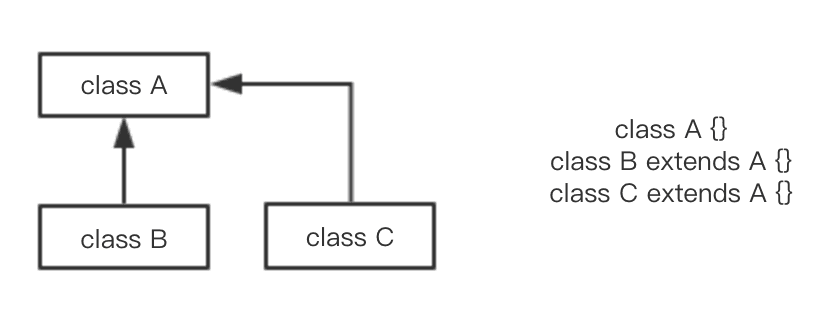 class A
class B
class C
class A {}
class B extends A {}
class C extends A {}